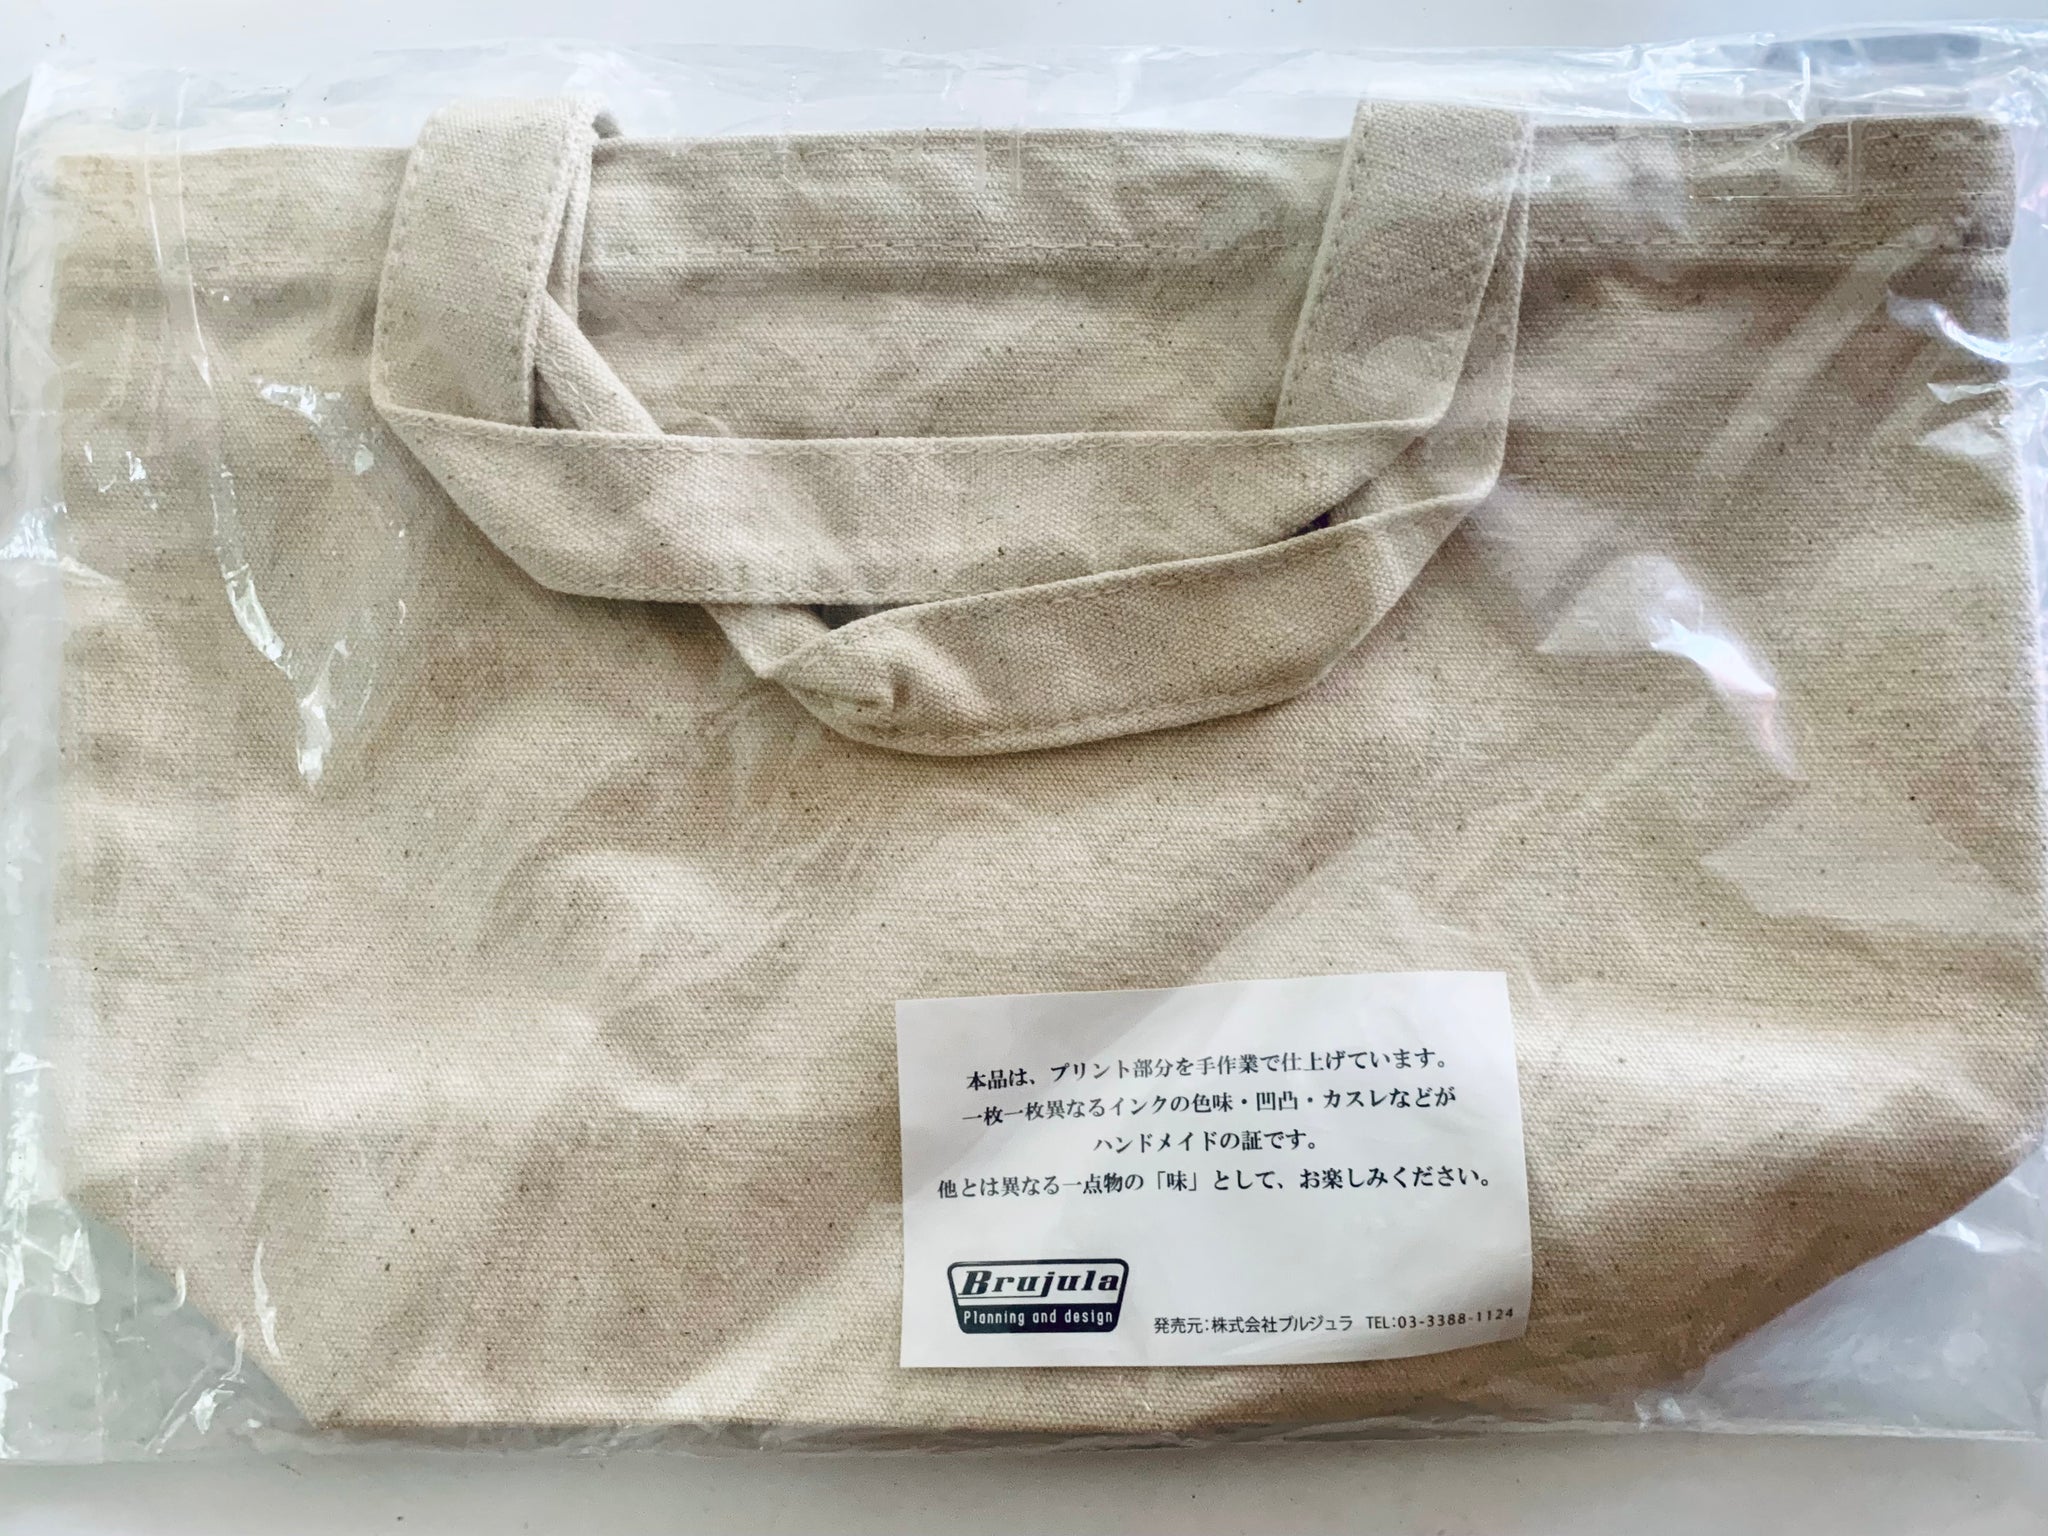 本品は、プリント部分を手作業で仕上げています。
一枚一枚異なるインクの色味・凹凸・カスレなどが
ハンドメイドの証です。
他とは異なる一点物の「味」として、お楽しみください。
Brujula
Planning and design
発売元:株式会社ブルジュラ TEL:03-3388-1124